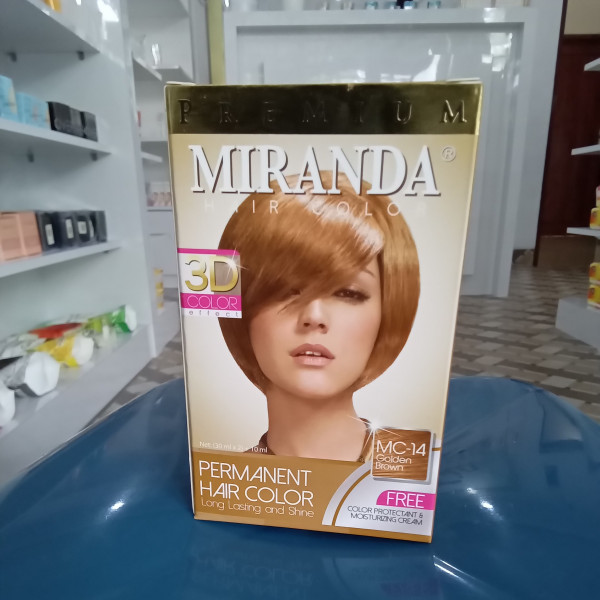 PREMIUM
MIRANDA®
HAIR COLOR
3D
COLOR
effect
MC-14
Golden
Brown
PERMANENT
HAIR COLOR
Long Lasting and Shine
FREE
COLOR PROTECTANT &
MOISTURIZING CREAM